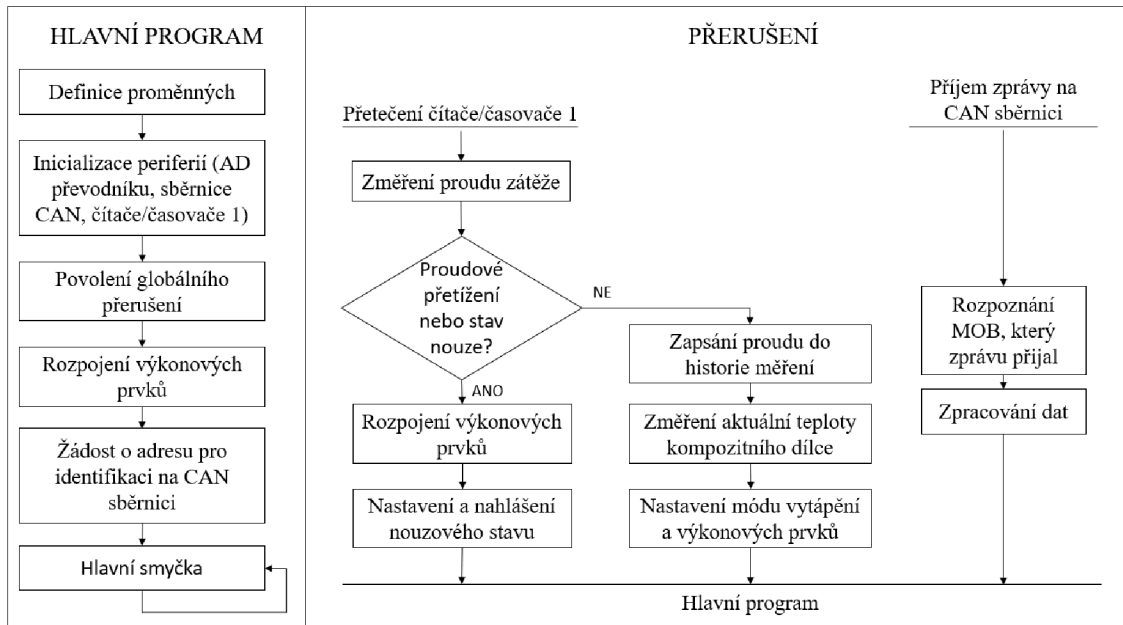 HLAVNÍ PROGRAM
Definice proměnných
Inicializace periferií (AD
převodníku, sběrnice
CAN, čítače/časovače 1)
Povolení globálního
přerušení
Rozpojení výkonových
prvků
Žádost o adresu pro
identifikaci na CAN
sběrnici
Hlavní smyčka
PŘERUŠENÍ
Přetečení čítače/časovače 1
Změření proudu zátěže
Proudové
přetížení
nebo stav
nouze?
ANO
Rozpojení výkonových
prvků
Nastavení a nahlášení
nouzového stavu
NE
Zapsání proudu do
historie měření
Změření aktuální teploty
kompozitního dílce
Nastavení módu vytápění
a výkonových prvků
Příjem zprávy na
CAN sběrnici
Rozpoznání
MOB, který
zprávu přijal
Zpracování dat
Hlavní program